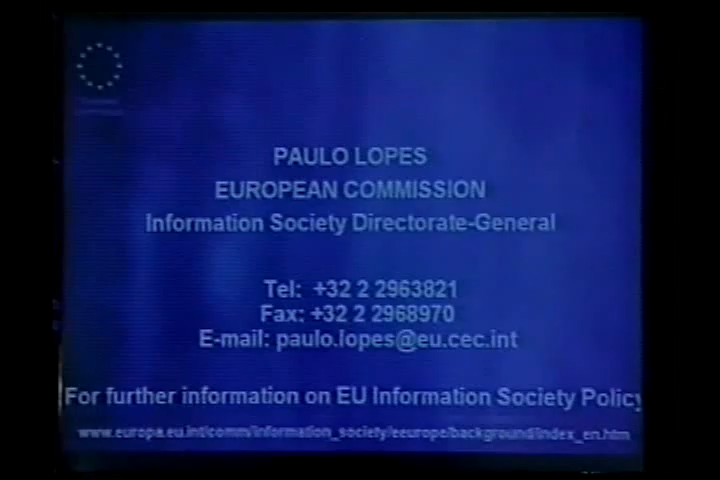 PAULO LOPES
EUROPEAN COMMISSION
Information Society Directorate-General
Tel: +32 2 2963821
Fax: +32 2 2968970
E-mail: paulo.lopes@eu.cec.int
For further information on EU Information Society Policy
www.europa.eu.int/comm/information_society/eeurope/background/index_en.htm